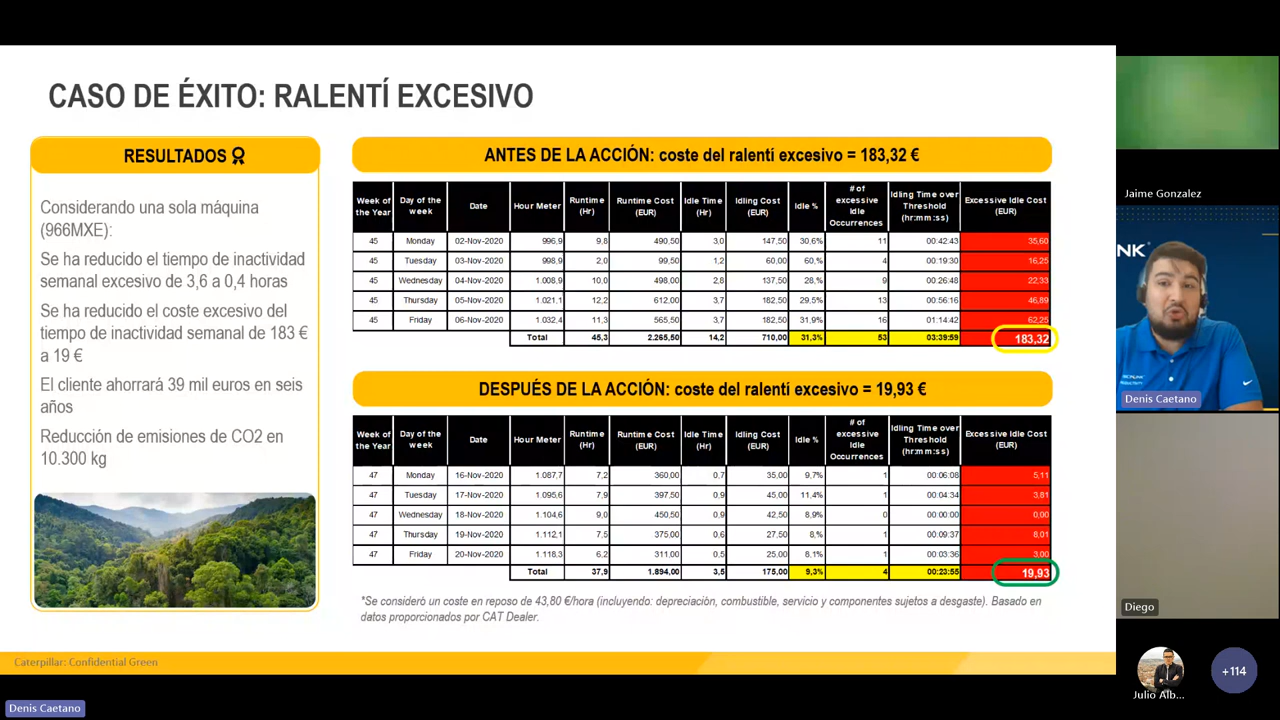 CASO DE ÉXITO: RALENTÍ EXCESIVO
RESULTADOS
Considerando una sola máquina
(966MXE):
Se ha reducido el tiempo de inactividad
semanal excesivo de 3,6 a 0,4 horas
Se ha reducido el coste excesivo del
tiempo de inactividad semanal de 183 €
a 19 €
El cliente ahorrará 39 mil euros en seis
años
Reducción de emisiones de CO2 en
10.300 kg
ANTES DE LA ACCIÓN: coste del ralentí excesivo = 183,32 €
Week of the Year Day of the week Date Hour Meter Runtime (Hr) Runtime Cost (EUR) Idle Time (Hr) Idling Cost (EUR) Idle % # of excessive Idle Occurrences Idling Time over Threshold (hr:mm:ss) Excessive Idle Cost (EUR)
45 Monday 02-Nov-2020 996,9 9,8 490,50 3,0 147,50 30,6% 11 00:42:43 35,60
45 Tuesday 03-Nov-2020 998,9 2,0 99,50 1,2 60,00 60,% 4 00:19:30 16,25
45 Wednesday 04-Nov-2020 1.008,9 10,0 498,00 2,8 137,50 28,% 9 00:26:48 22,33
45 Thursday 05-Nov-2020 1.021,1 12,2 612,00 3,7 182,50 29,5% 13 00:56:16 46,89
45 Friday 06-Nov-2020 1.032,4 11,3 565,50 3,7 182,50 31,9% 16 01:14:42 62,25
Total 45,3 2.265,50 14,2 710,00 31,3% 53 03:39:59 183,32
DESPUÉS DE LA ACCIÓN: coste del ralentí excesivo = 19,93 €
Week of the Year Day of the week Date Hour Meter Runtime (Hr) Runtime Cost (EUR) Idle Time (Hr) Idling Cost (EUR) Idle % # of excessive Idle Occurrences Idling Time over Threshold (hr:mm:ss) Excessive Idle Cost (EUR)
47 Monday 16-Nov-2020 1.087,7 7,2 360,00 0,7 35,00 9,7% 1 00:06:08 5,11
47 Tuesday 17-Nov-2020 1.095,6 7,9 397,50 0,9 45,00 11,4% 1 00:04:34 3,81
47 Wednesday 18-Nov-2020 1.104,6 9,0 450,50 0,9 42,50 8,9% 0 00:00:00 0,00
47 Thursday 19-Nov-2020 1.112,1 7,5 375,00 0,6 27,50 8,% 1 00:09:37 8,01
47 Friday 20-Nov-2020 1.118,3 6,2 311,00 0,5 25,00 8,1% 1 00:03:36 3,00
Total 37,9 1.894,00 3,5 175,00 9,3% 4 00:23:55 19,93
*Se consideró un coste en reposo de 43,80 €/hora (incluyendo: depreciación, combustible, servicio y componentes sujetos a desgaste). Basado en
datos proporcionados por CAT Dealer.
Caterpillar: Confidential Green
Denis Caetano
Jaime Gonzalez
NK
Denis Caetano
Diego
Julio Alb...
+114